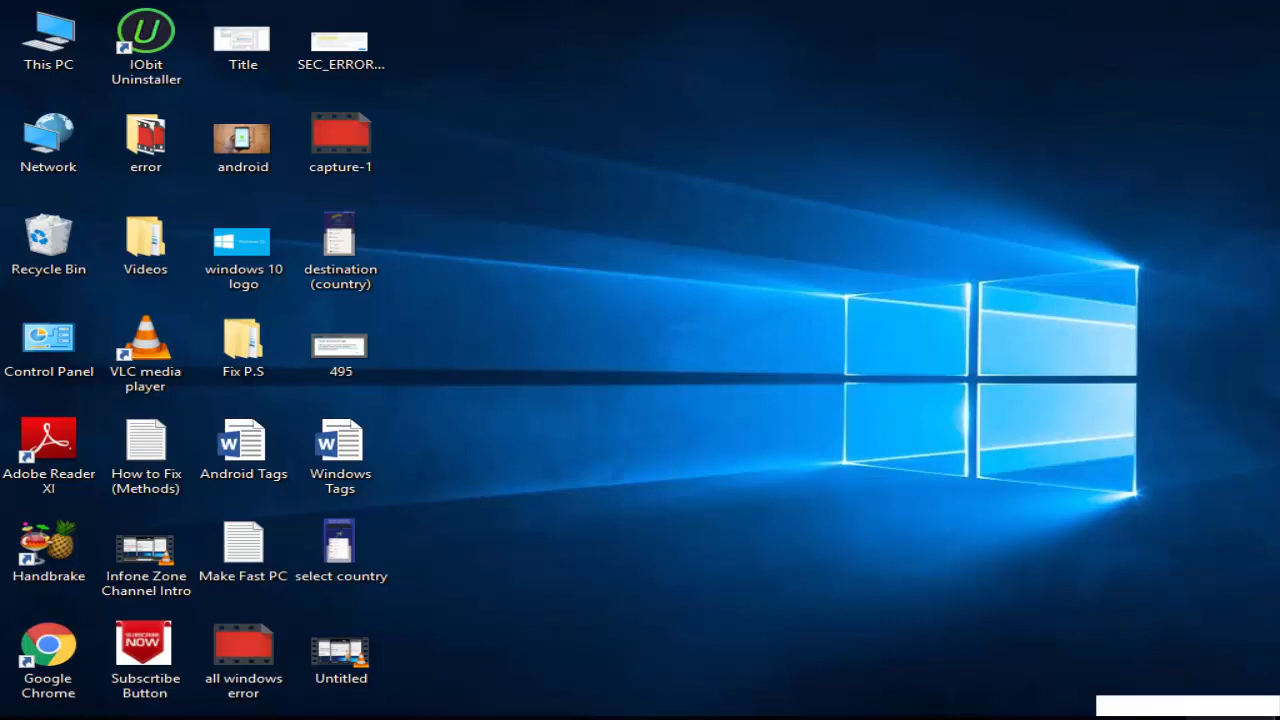 This PC
IObit
Uninstaller
Title
SEC_ERROR...
Network
error
android
capture-1
Recycle Bin
Videos
windows 10
logo
destination
(country)
Control Panel
VLC media
player
Fix P.S
495
Adobe Reader
XI
How to Fix
(Methods)
Android Tags
Windows
Tags
Handbrake
Infone Zone
Channel Intro
Make Fast PC
select country
Google
Chrome
SUBSCRIBE
NOW
Subscrtibe
Button
all windows
error
Untitled